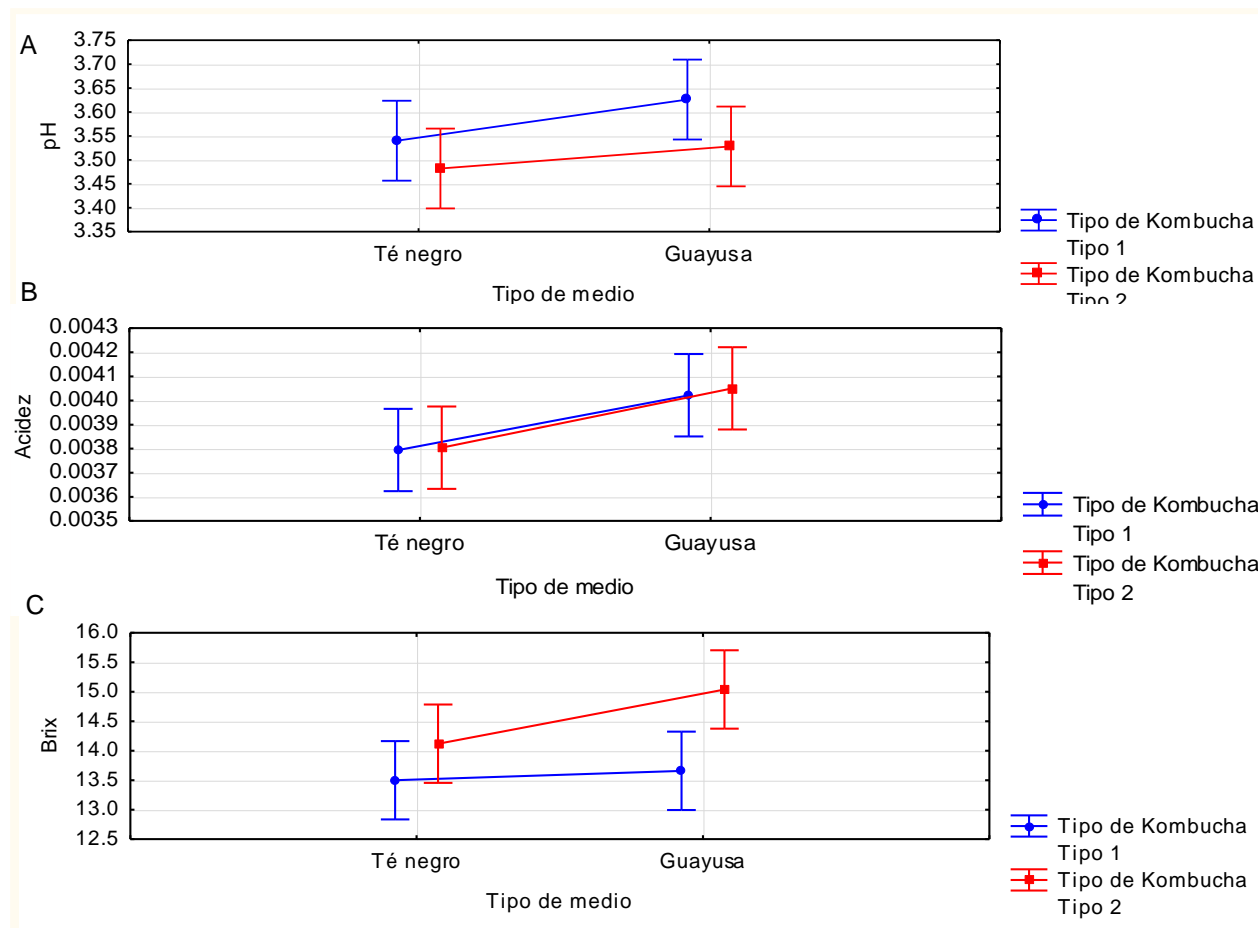 A
3.75
3.70
3.65
3.60
3.55
3.50
3.45
3.40
3.35
pH
Té negro
Guayusa
Tipo de medio
Tipo de Kombucha
Tipo 1
Tipo de Kombucha
Tipo 2
B
0.0043
0.0042
0.0041
0.0040
0.0039
0.0038
0.0037
0.0036
0.0035
Acidez
Té negro
Guayusa
Tipo de medio
Tipo de Kombucha
Tipo 1
Tipo de Kombucha
Tipo 2
C
16.0
15.5
15.0
14.5
14.0
13.5
13.0
12.5
Brix
Té negro
Guayusa
Tipo de medio
Tipo de Kombucha
Tipo 1
Tipo de Kombucha
Tipo 2